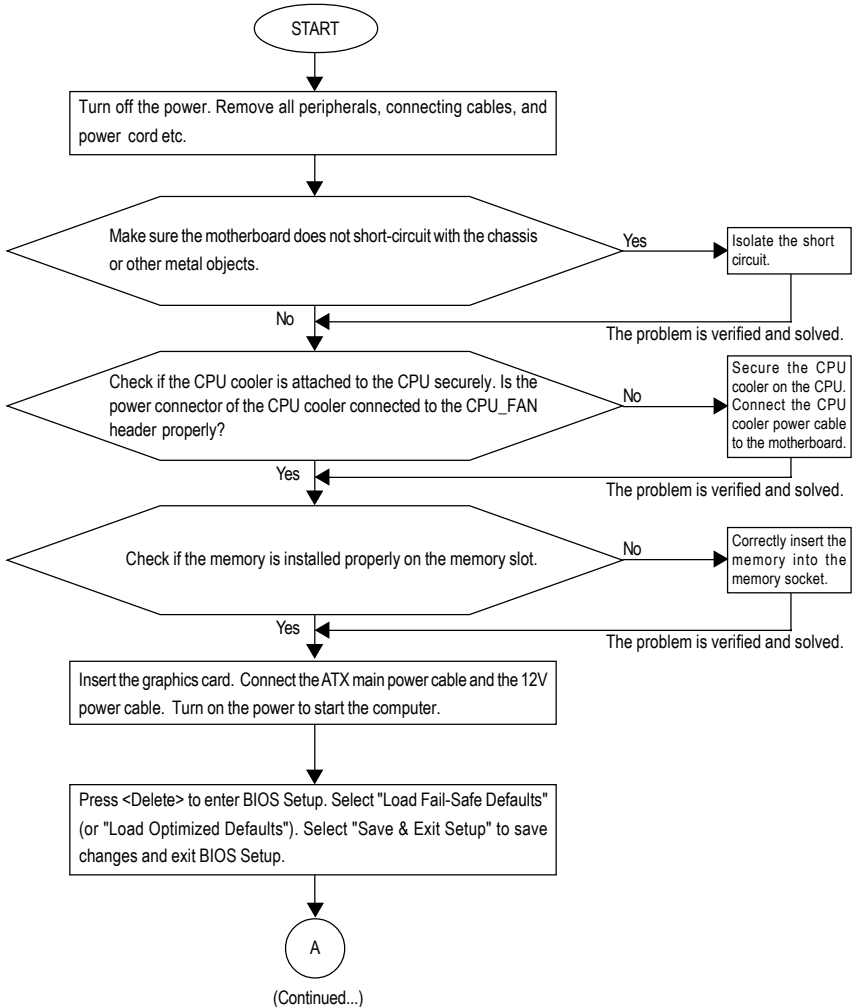 START
Turn off the power. Remove all peripherals, connecting cables, and
power cord etc.
Make sure the motherboard does not short-circuit with the chassis
or other metal objects.
Yes
Isolate the short
circuit.
No
The problem is verified and solved.
Check if the CPU cooler is attached to the CPU securely. Is the
power connector of the CPU cooler connected to the CPU_FAN
header properly?
No
Secure the CPU
cooler on the CPU.
Connect the CPU
cooler power cable
to the motherboard.
Yes
The problem is verified and solved.
Check if the memory is installed properly on the memory slot.
No
Correctly insert the
memory into the
memory socket.
Yes
The problem is verified and solved.
Insert the graphics card. Connect the ATX main power cable and the 12V
power cable. Turn on the power to start the computer.
Press <Delete> to enter BIOS Setup. Select "Load Fail-Safe Defaults"
(or "Load Optimized Defaults"). Select "Save & Exit Setup" to save
changes and exit BIOS Setup.
A
(Continued...)